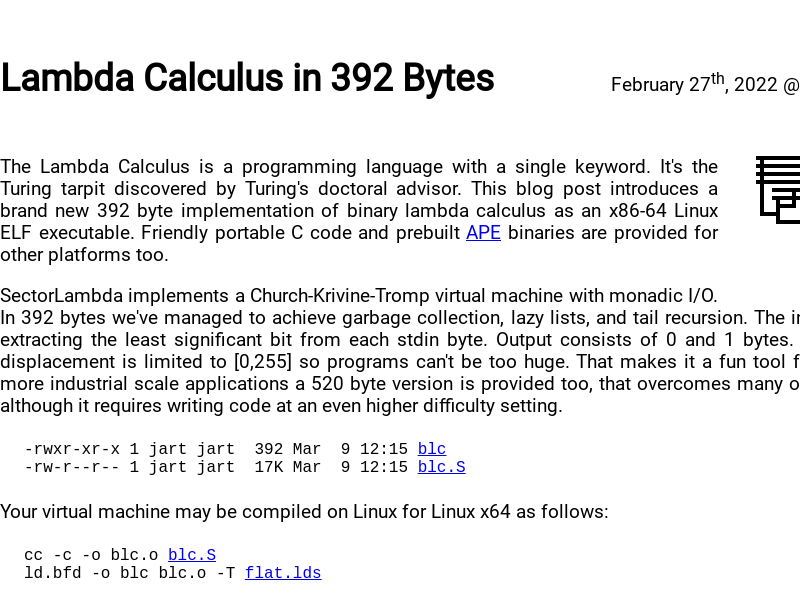 Lambda Calculus in 392 Bytes
February 27th, 2022 @
The Lambda Calculus is a programming language with a single keyword. It's the
Turing tarpit discovered by Turing's doctoral advisor. This blog post introduces a
brand new 392 byte implementation of binary lambda calculus as an x86-64 Linux
ELF executable. Friendly portable C code and prebuilt APE binaries are provided for
other platforms too.
SectorLambda implements a Church-Krivine-Tromp virtual machine with monadic I/O.
In 392 bytes we've managed to achieve garbage collection, lazy lists, and tail recursion. The
extracting the least significant bit from each stdin byte. Output consists of 0 and 1 bytes.
displacement is limited to [0,255] so programs can't be too huge. That makes it a fun tool
more industrial scale applications a 520 byte version is provided too, that overcomes many
although it requires writing code at an even higher difficulty setting.
-rwxr-xr-x 1 jart jart  392 Mar  9 12:15 blc
-rw-r--r-- 1 jart jart  17K Mar  9 12:15 blc.S
Your virtual machine may be compiled on Linux for Linux x64 as follows:
cc -c -o blc.o blc.S
ld.bfd -o blc blc.o -T flat.lds